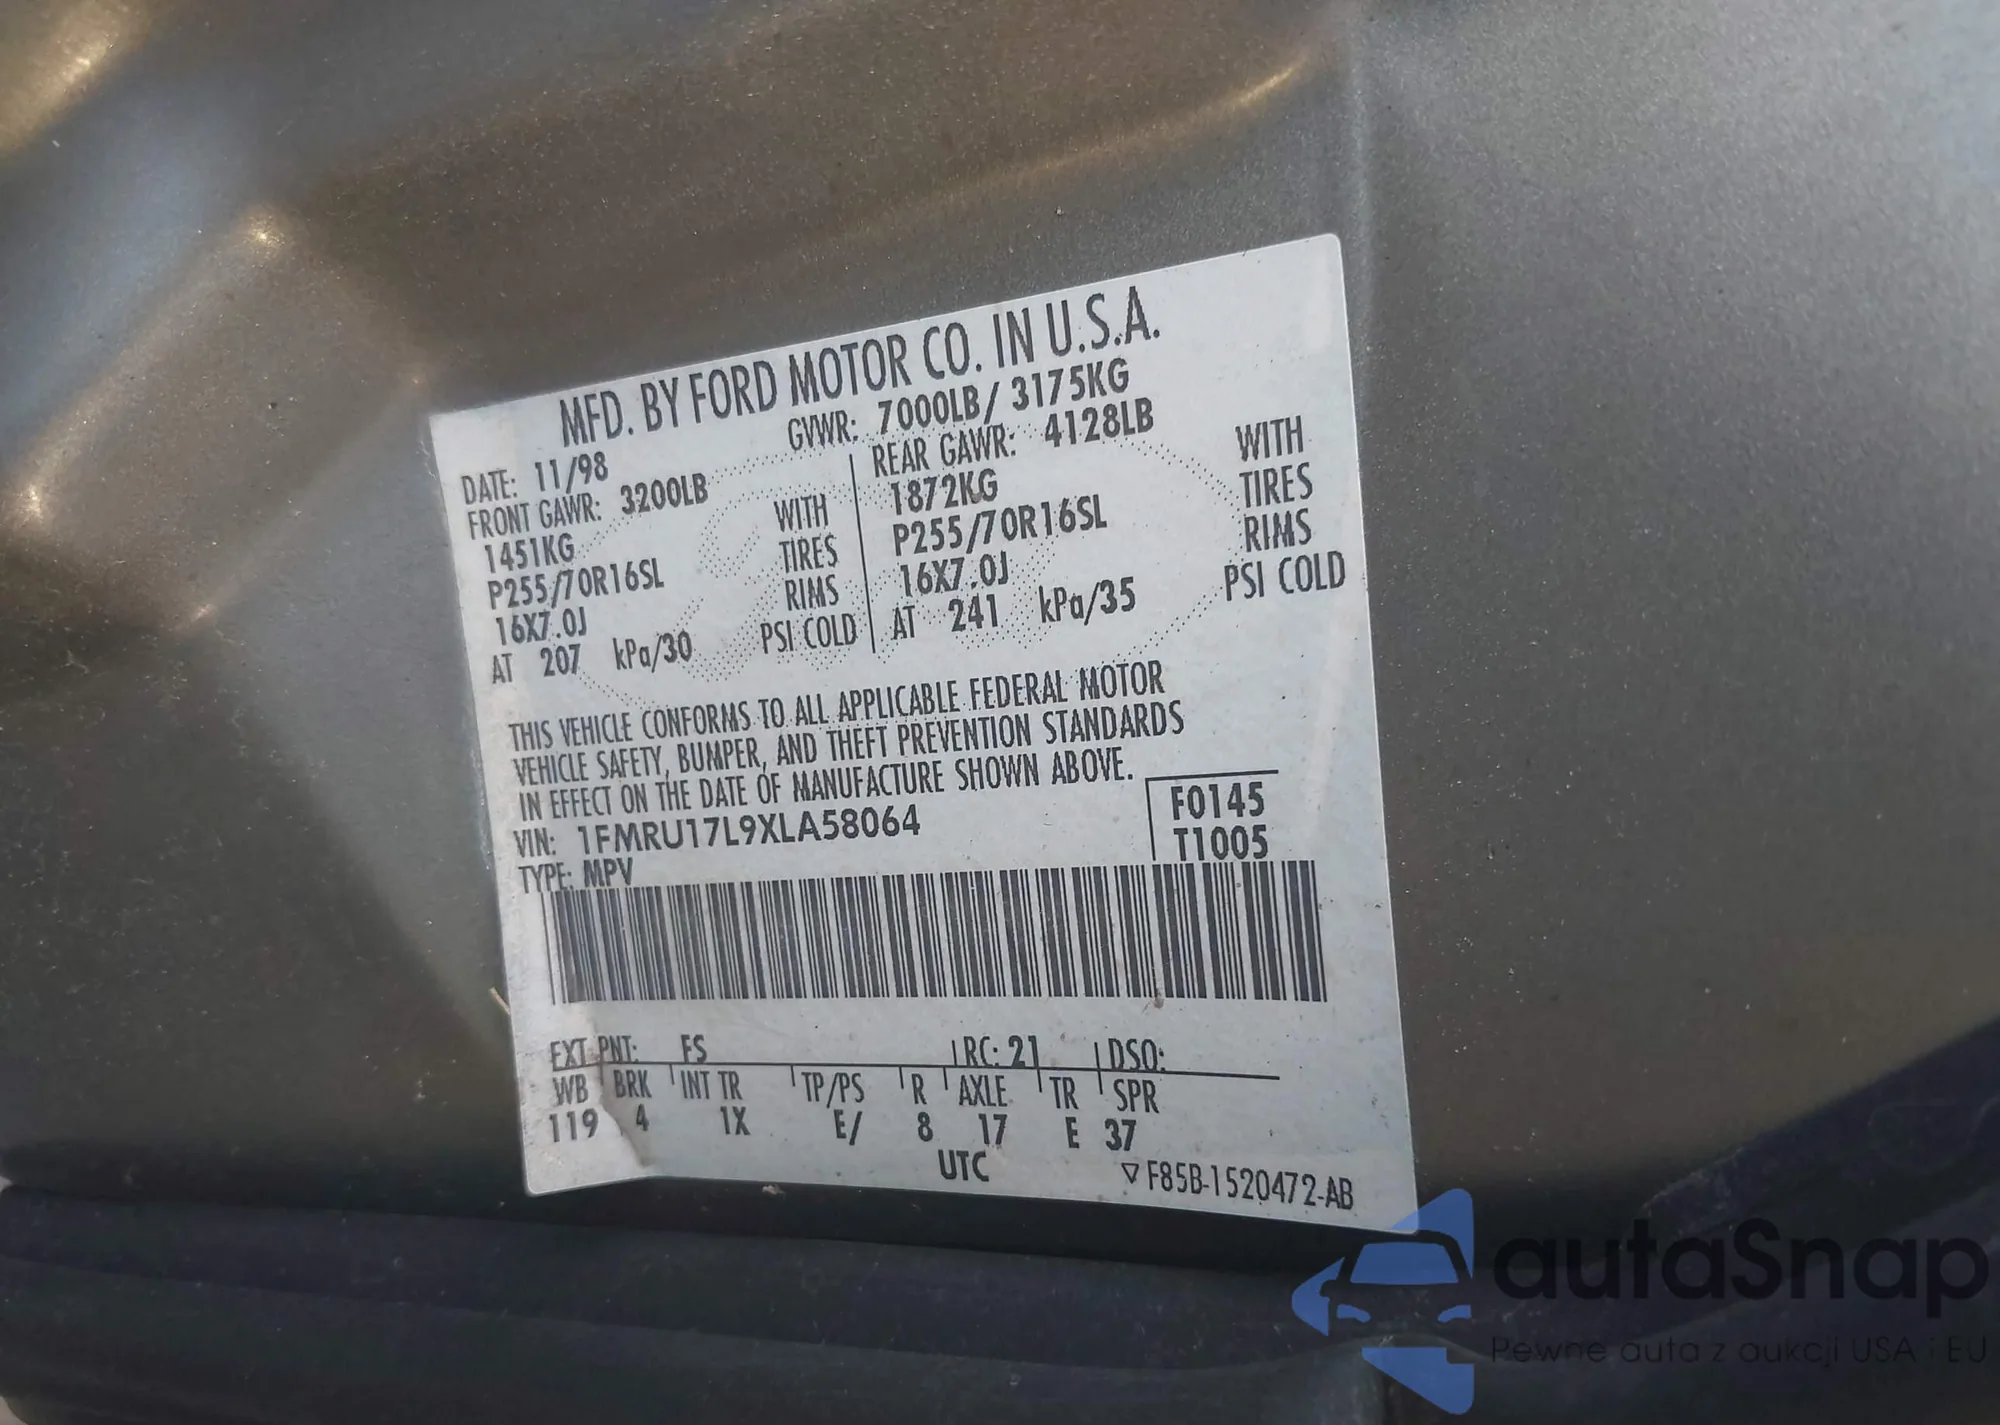 MFD. BY FORD MOTOR CO. IN U.S.A.
DATE: 11/98 GVWR: 7000LB/ 3175KG
FRONT GAWR: 3200LB REAR GAWR: 4128LB
1451KG WITH 1872KG WITH
P255/70R16SL TIRES P255/70R16SL TIRES
16X7.0J RIMS 16X7.0J RIMS
AT 207 kPa/30 PSI COLD AT 241 kPa/35 PSI COLD
THIS VEHICLE CONFORMS TO ALL APPLICABLE FEDERAL MOTOR
VEHICLE SAFETY, BUMPER, AND THEFT PREVENTION STANDARDS
IN EFFECT ON THE DATE OF MANUFACTURE SHOWN ABOVE.
VIN: 1FMRU17L9XLA58064 F0145
TYPE: MPV T1005
EXT PNT: FS RC: 21 DSO:
WB BRK INT TR TP/PS R AXLE TR SPR
119 4 1X E/ 8 17 E 37
UTC F85B-1520472-AB
autaSnap
Pewne auta z aukcji USA i EU